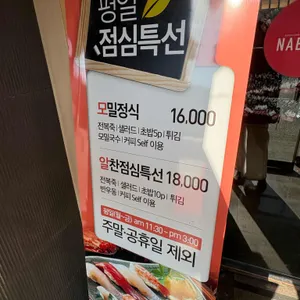 평일
점심특선
NAE
모밀정식 16.000
전복죽|샐러드|초밥5p|튀김
모밀국수|커피 Self 이용
알찬점심특선 18.000
전복죽|샐러드|초밥10p|튀김
반우동|커피 Self 이용
평일(월~금) am 11:30~pm 3:00
주말·공휴일 제외